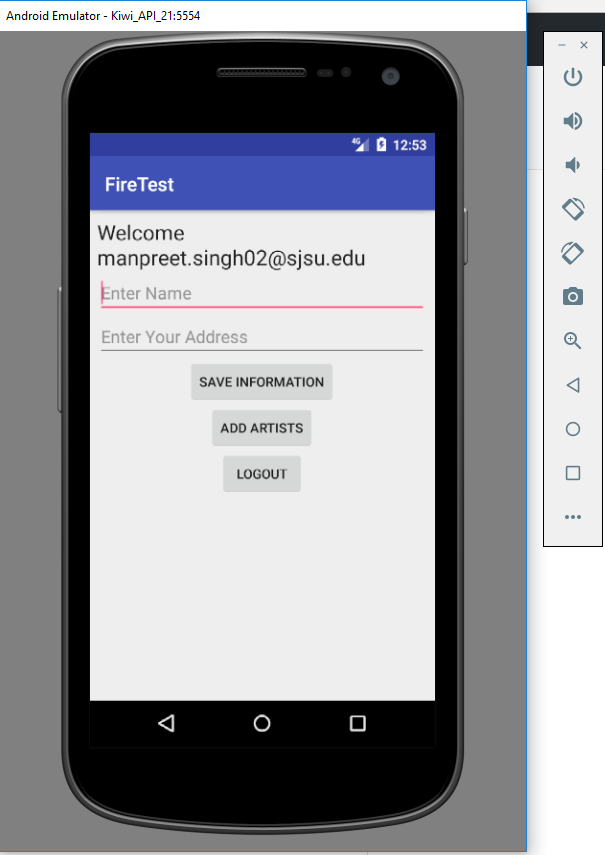 Android Emulator - Kiwi_API_21:5554
4G 12:53
FireTest
Welcome
manpreet.singh02@sjsu.edu
Enter Name
Enter Your Address
SAVE INFORMATION
ADD ARTISTS
LOGOUT